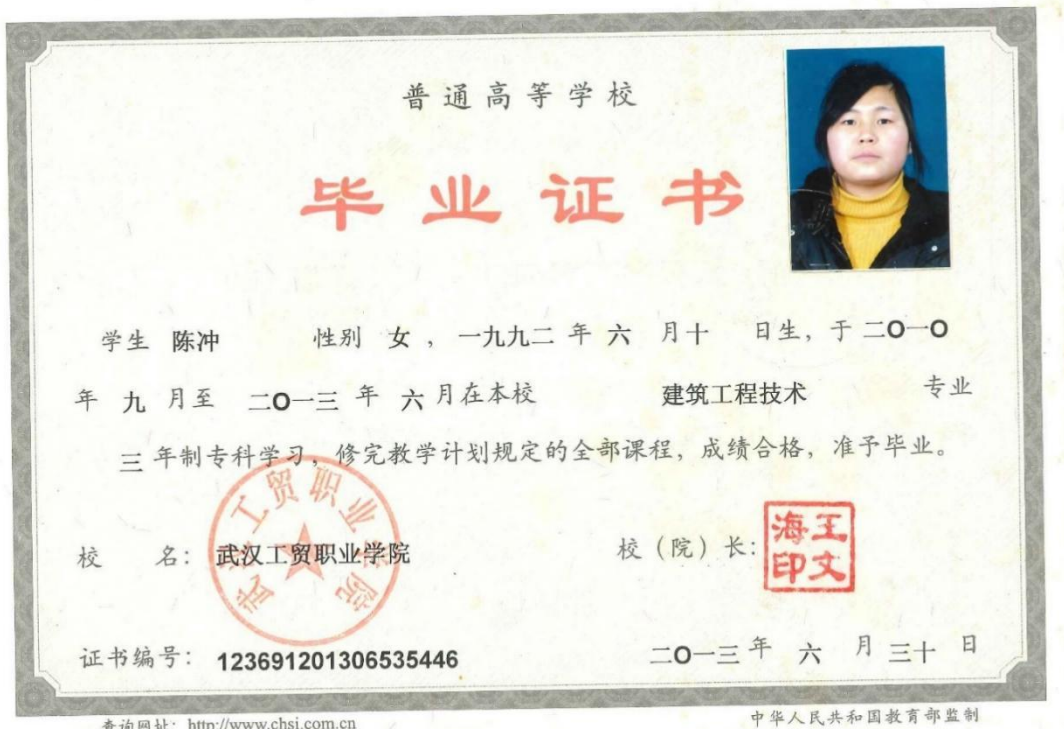 普通高等学校
毕业证书
学生 陈冲 性别 女，一九九二 年 六 月十 日生，于 二O一O
年 九 月至 二O一三 年 六 月在本校 建筑工程技术 专业
三 年制专科学习，修完教学计划规定的全部课程，成绩合格，准予毕业。
武汉工贸职业学院
校 名：武汉工贸职业学院 校（院）长：
王文海印
证书编号：123691201306535446 二O一三 年 六 月 三十 日
查询网址：http://www.chsi.com.cn 中华人民共和国教育部监制